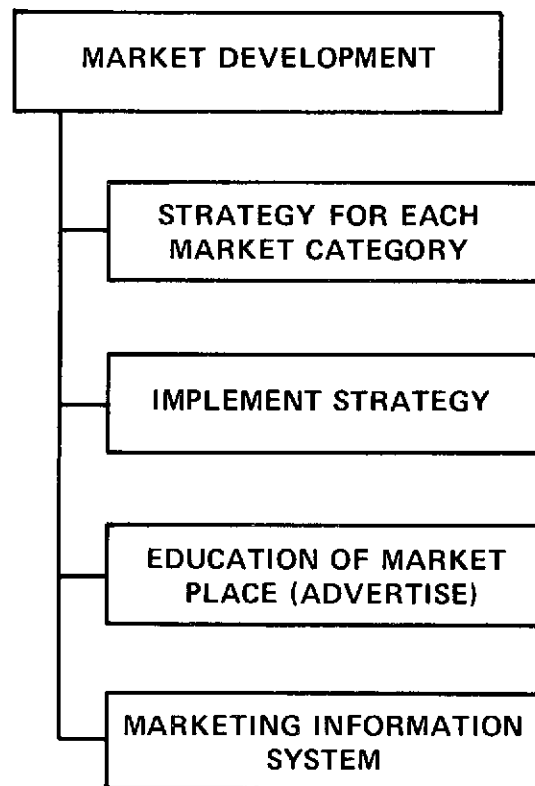 MARKET DEVELOPMENT
STRATEGY FOR EACH
MARKET CATEGORY
IMPLEMENT STRATEGY
EDUCATION OF MARKET
PLACE (ADVERTISE)
MARKETING INFORMATION
SYSTEM